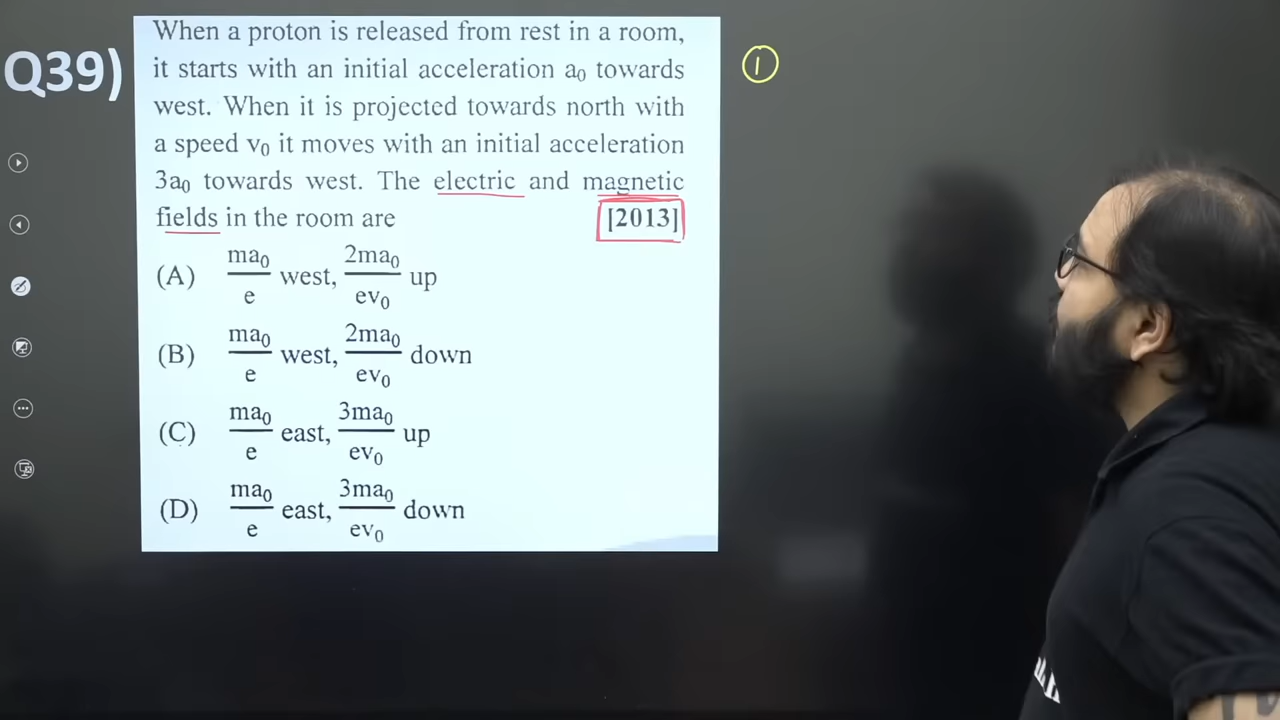 Q39)
When a proton is released from rest in a room,
it starts with an initial acceleration a₀ towards
west. When it is projected towards north with
a speed v₀ it moves with an initial acceleration
3a₀ towards west. The electric and magnetic
fields in the room are [2013]
(A) ma₀/e west, 2ma₀/ev₀ up
(B) ma₀/e west, 2ma₀/ev₀ down
(C) ma₀/e east, 3ma₀/ev₀ up
(D) ma₀/e east, 3ma₀/ev₀ down
1